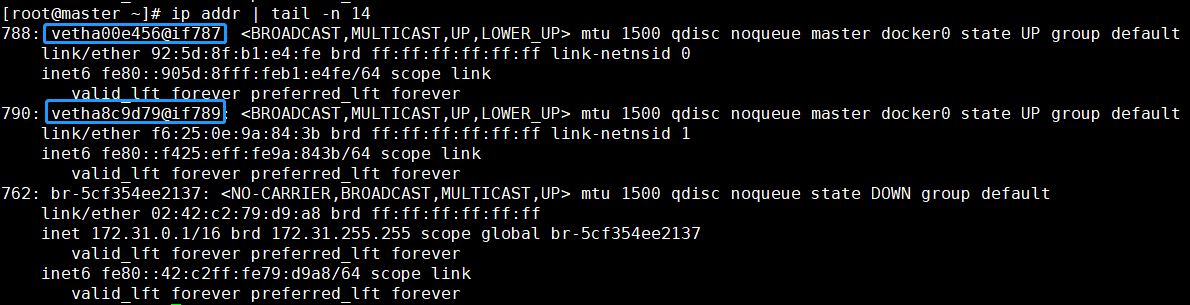 [root@master ~]# ip addr | tail -n 14
788: vetha00e456@if787: <BROADCAST,MULTICAST,UP,LOWER_UP> mtu 1500 qdisc noqueue master docker0 state UP group default
    link/ether 92:5d:8f:b1:e4:fe brd ff:ff:ff:ff:ff:ff link-netnsid 0
    inet6 fe80::905d:8fff:feb1:e4fe/64 scope link
       valid_lft forever preferred_lft forever
790: vetha8c9d79@if789: <BROADCAST,MULTICAST,UP,LOWER_UP> mtu 1500 qdisc noqueue master docker0 state UP group default
    link/ether f6:25:0e:9a:84:3b brd ff:ff:ff:ff:ff:ff link-netnsid 1
    inet6 fe80::f425:eff:fe9a:843b/64 scope link
       valid_lft forever preferred_lft forever
762: br-5cf354ee2137: <NO-CARRIER,BROADCAST,MULTICAST,UP> mtu 1500 qdisc noqueue state DOWN group default
    link/ether 02:42:c2:79:d9:a8 brd ff:ff:ff:ff:ff:ff
    inet 172.31.0.1/16 brd 172.31.255.255 scope global br-5cf354ee2137
       valid_lft forever preferred_lft forever
    inet6 fe80::42:c2ff:fe79:d9a8/64 scope link
       valid_lft forever preferred_lft forever